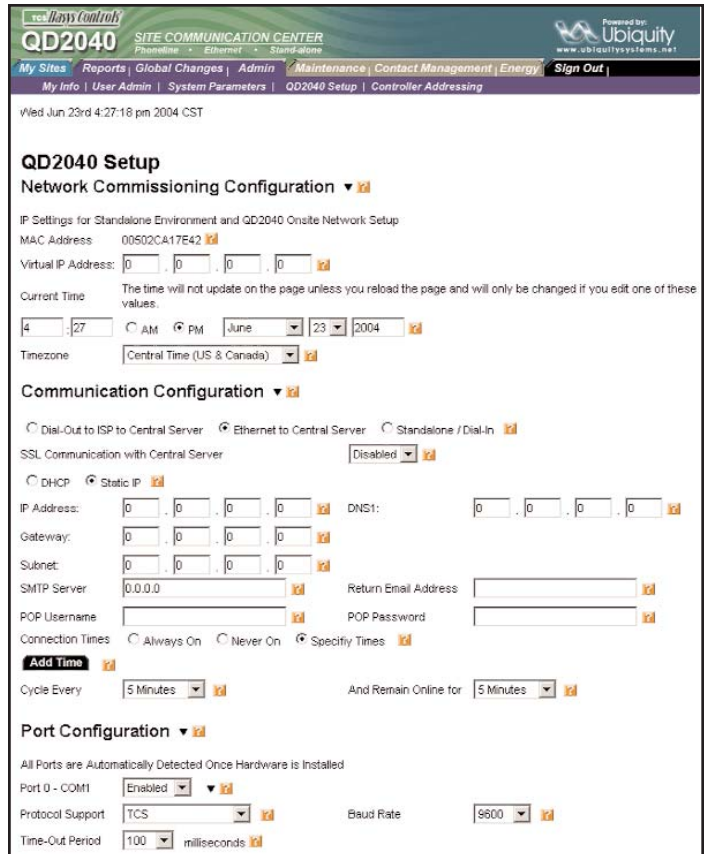 TCS Basys Controls
QD2040 SITE COMMUNICATION CENTER
Phoneline • Ethernet • Stand-alone
Powered by:
Ubiquity
www.ubiquitysystems.net
My Sites Reports | Global Changes | Admin Maintenance | Contact Management | Energy Sign Out |
My Info | User Admin | System Parameters | QD2040 Setup | Controller Addressing
Wed Jun 23rd 4:27:18 pm 2004 CST
QD2040 Setup
Network Commissioning Configuration ▼ ?
IP Settings for Standalone Environment and QD2040 Onsite Network Setup
MAC Address 00502CA17E42 ?
Virtual IP Address: 0 . 0 . 0 . 0 ?
Current Time The time will not update on the page unless you reload the page and will only be changed if you edit one of these values.
4 : 27 AM PM June 23 2004 ?
Timezone Central Time (US & Canada) ?
Communication Configuration ▼ ?
Dial-Out to ISP to Central Server Ethernet to Central Server Standalone / Dial-In ?
SSL Communication with Central Server Disabled ?
DHCP Static IP ?
IP Address: 0 . 0 . 0 . 0 ? DNS1: 0 . 0 . 0 . 0 ?
Gateway: 0 . 0 . 0 . 0 ?
Subnet: 0 . 0 . 0 . 0 ?
SMTP Server 0.0.0.0 ? Return Email Address ?
POP Username ? POP Password ?
Connection Times Always On Never On Specifiy Times ?
Add Time ?
Cycle Every 5 Minutes ? And Remain Online for 5 Minutes ?
Port Configuration ▼ ?
All Ports are Automatically Detected Once Hardware is Installed
Port 0 - COM1 Enabled ▼ ?
Protocol Support TCS ? Baud Rate 9600 ?
Time-Out Period 100 milliseconds ?